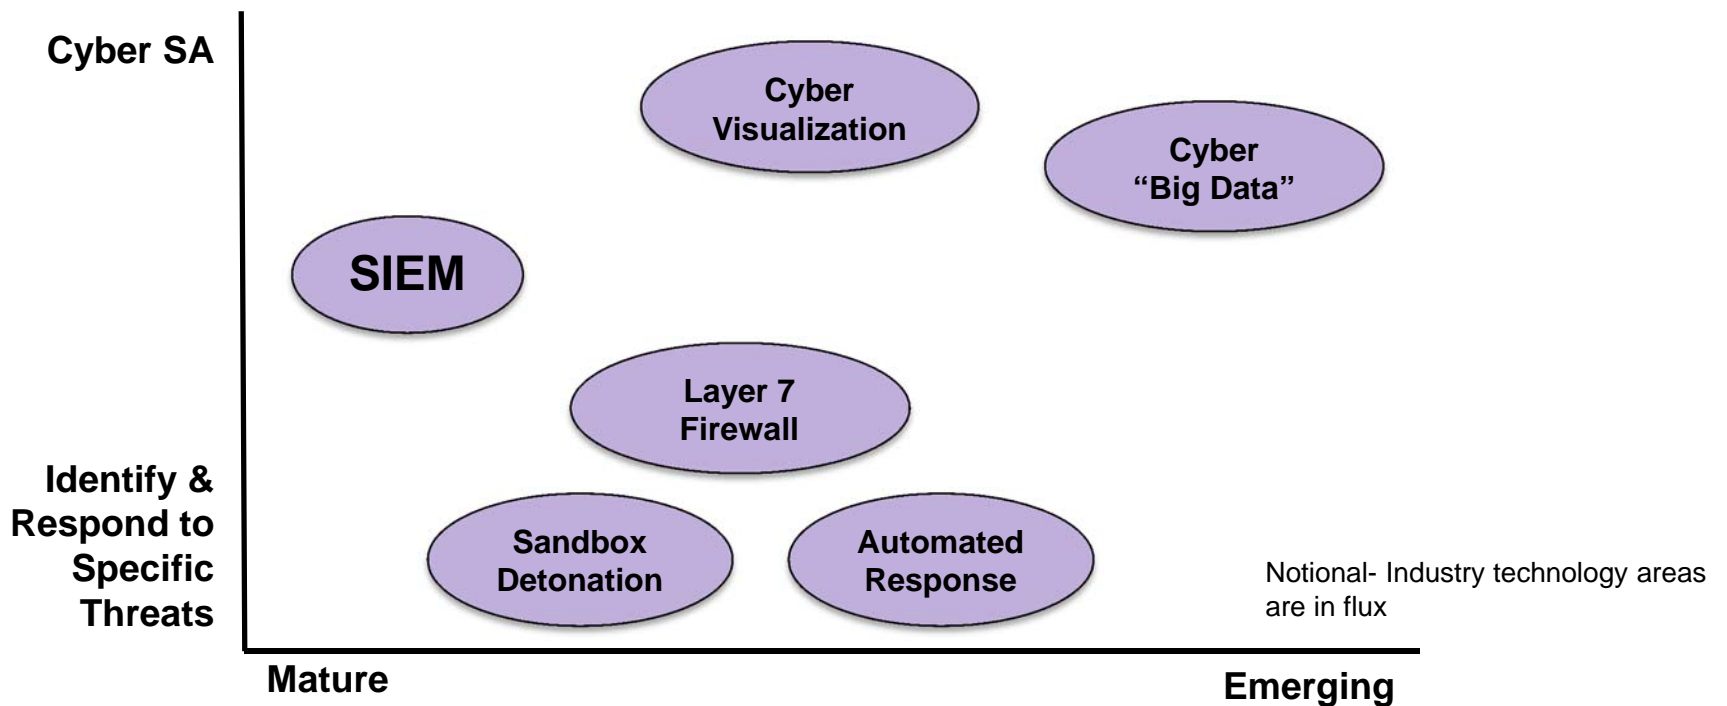 Cyber SA
Cyber
Visualization
Cyber
“Big Data”
SIEM
Layer 7
Firewall
Identify &
Respond to
Specific
Threats
Sandbox
Detonation
Automated
Response
Notional- Industry technology areas
are in flux
Mature
Emerging